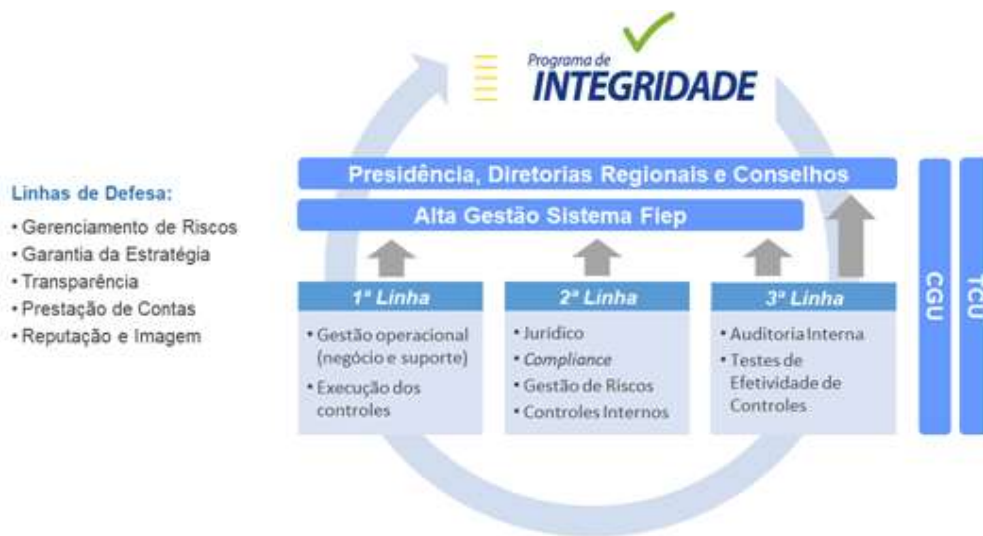 Programa de
INTEGRIDADE
Linhas de Defesa:
• Gerenciamento de Riscos
• Garantia da Estratégia
• Transparência
• Prestação de Contas
• Reputação e Imagem
Presidência, Diretorias Regionais e Conselhos
Alta Gestão Sistema Fiep
1ª Linha
• Gestão operacional
(negócio e suporte)
• Execução dos
controles
2ª Linha
• Jurídico
• Compliance
• Gestão de Riscos
• Controles Internos
3ª Linha
• Auditoria Interna
• Testes de
Efetividade de
Controles
CGU
TCU